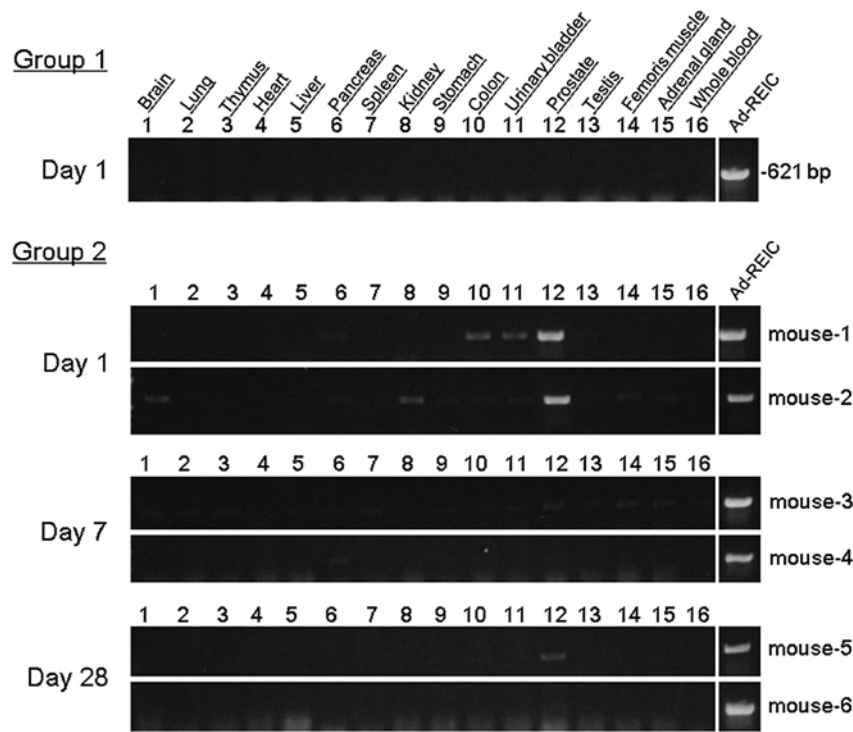 Group 1
Brain Lung Thymus Heart Liver Pancreas Spleen Kidney Stomach Colon Urinary bladder Prostate Testis Femoris muscle Adrenal gland Whole blood Ad-REIC
1 2 3 4 5 6 7 8 9 10 11 12 13 14 15 16
Day 1 -621 bp
Group 2
Ad-REIC
1 2 3 4 5 6 7 8 9 10 11 12 13 14 15 16
mouse-1
Day 1
mouse-2
1 2 3 4 5 6 7 8 9 10 11 12 13 14 15 16
mouse-3
Day 7
mouse-4
1 2 3 4 5 6 7 8 9 10 11 12 13 14 15 16
mouse-5
Day 28
mouse-6